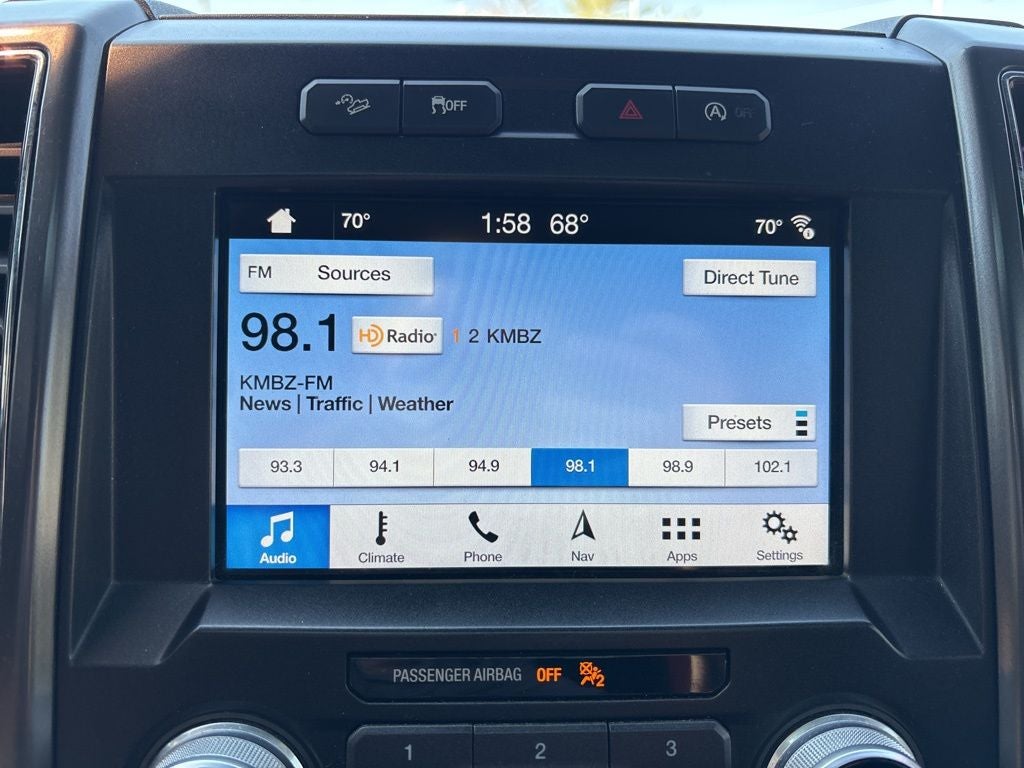 OFF
A OFF
70° 1:58 68° 70°
FM Sources Direct Tune
98.1 HD Radio 1 2 KMBZ
KMBZ-FM
News | Traffic | Weather
Presets
93.3 94.1 94.9 98.1 98.9 102.1
Audio Climate Phone Nav Apps Settings
PASSENGER AIRBAG OFF 2
1 2 3